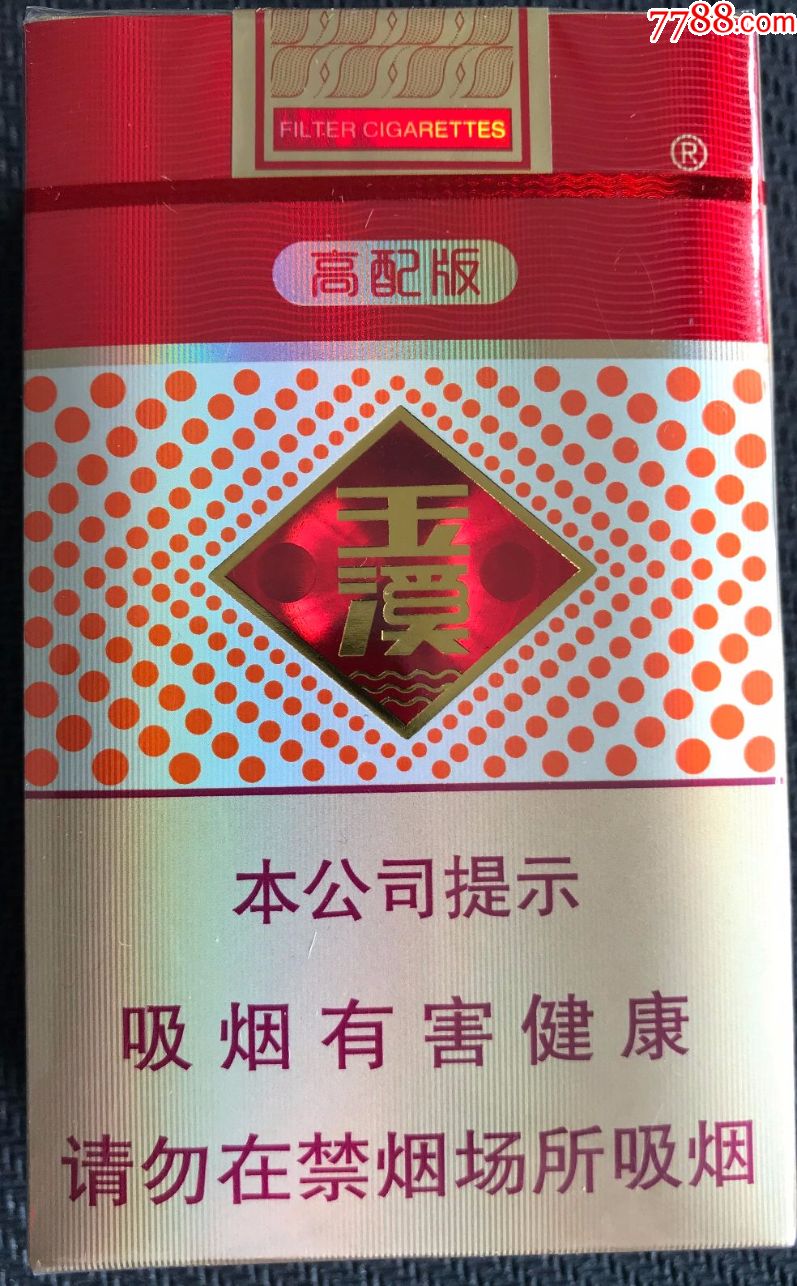 7788.com
FILTER CIGARETTES
®
高配版
玉
溪
本公司提示
吸烟有害健康
请勿在禁烟场所吸烟